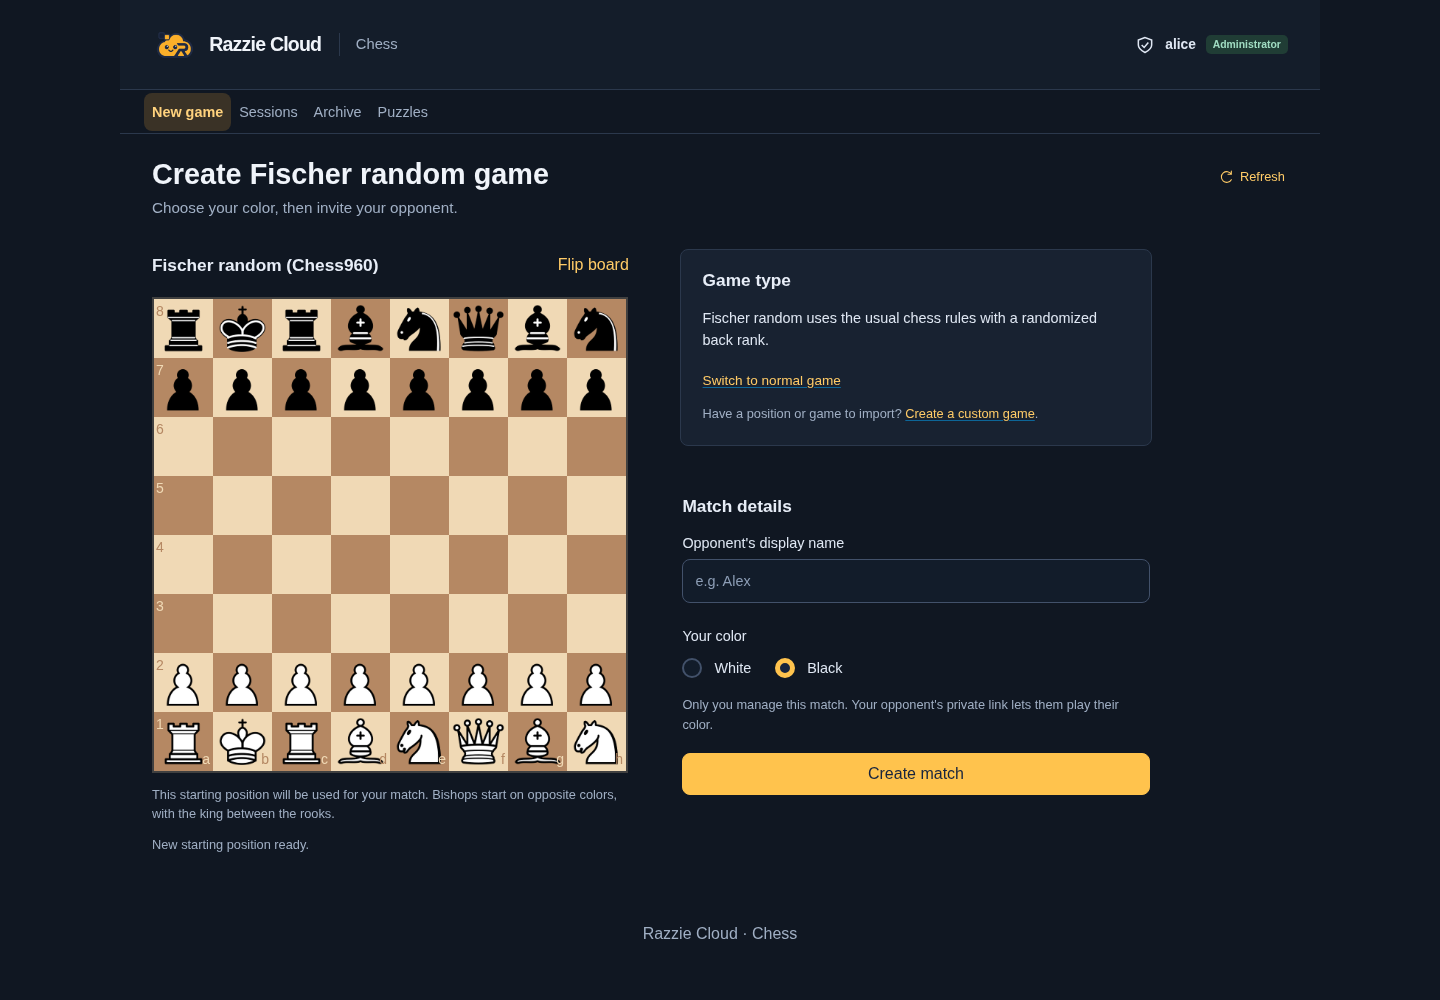 Razzie Cloud
Chess
alice
Administrator
New game
Sessions
Archive
Puzzles
Create Fischer random game
Refresh
Choose your color, then invite your opponent.
Fischer random (Chess960)
Flip board
8
7
6
5
4
3
2
1
a
b
c
d
e
f
g
h
This starting position will be used for your match. Bishops start on opposite colors,
with the king between the rooks.
New starting position ready.
Game type
Fischer random uses the usual chess rules with a randomized
back rank.
Switch to normal game
Have a position or game to import? Create a custom game.
Match details
Opponent's display name
e.g. Alex
Your color
White
Black
Only you manage this match. Your opponent's private link lets them play their
color.
Create match
Razzie Cloud · Chess